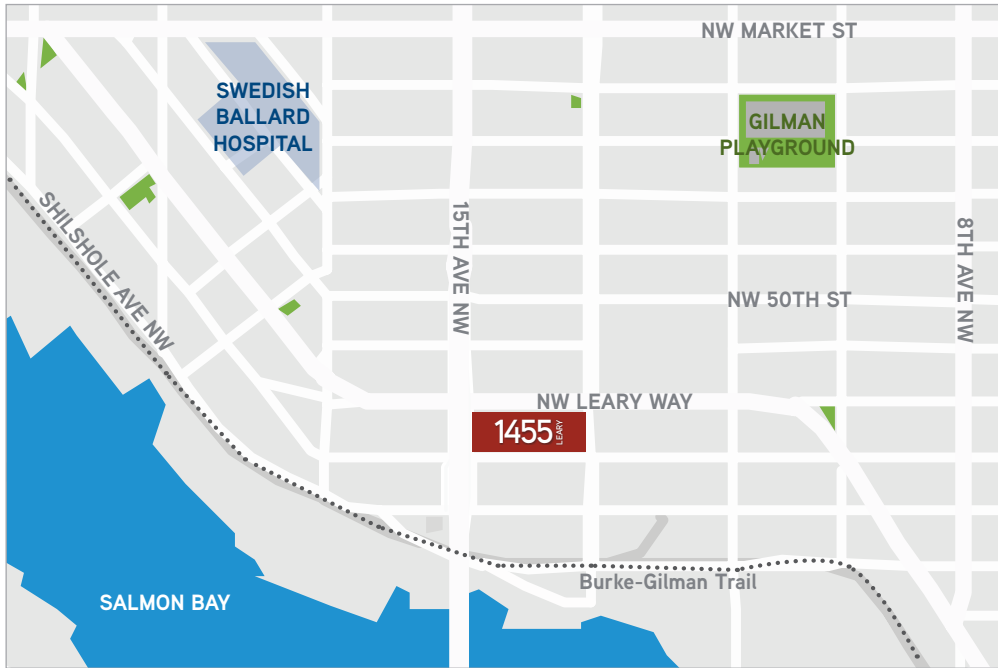 NW MARKET ST
SWEDISH
BALLARD
HOSPITAL
GILMAN
PLAYGROUND
SHILSHOLE AVE NW
15TH AVE NW
8TH AVE NW
NW 50TH ST
NW LEARY WAY
1455 LEARY
Burke-Gilman Trail
SALMON BAY